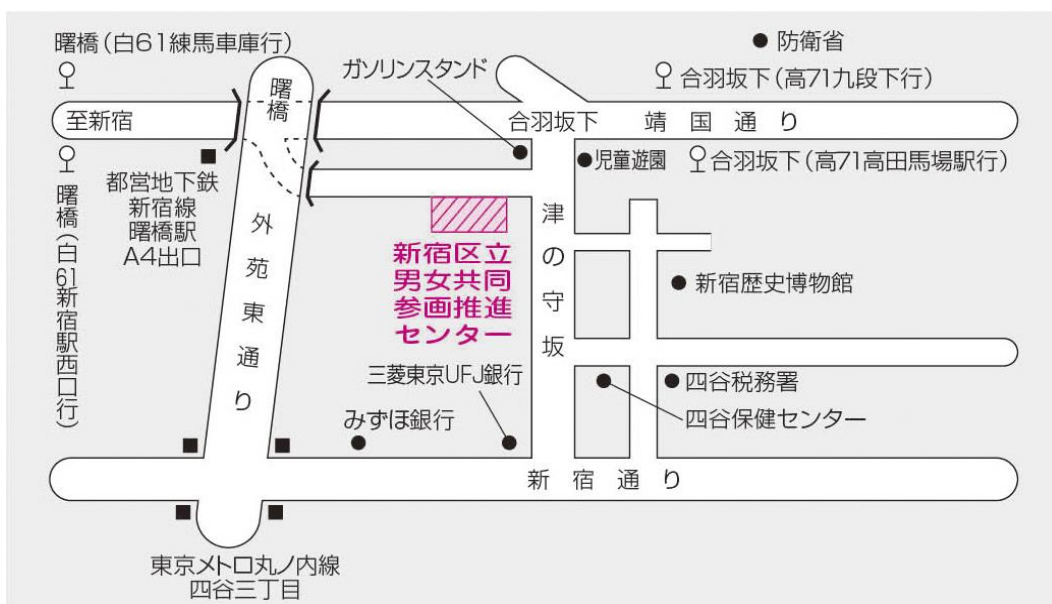 曙橋(白61練馬車庫行)
防衛省
ガソリンスタンド
合羽坂下(高71九段下行)
曙橋
至新宿
合羽坂下
靖国通り
児童遊園
合羽坂下(高71高田馬場駅行)
都営地下鉄
新宿線
曙橋駅
A4出口
曙橋(白61新宿駅西口行)
外苑東通り
新宿区立
男女共同
参画推進
センター
津の守坂
新宿歴史博物館
三菱東京UFJ銀行
四谷税務署
みずほ銀行
四谷保健センター
新宿通り
東京メトロ丸ノ内線
四谷三丁目